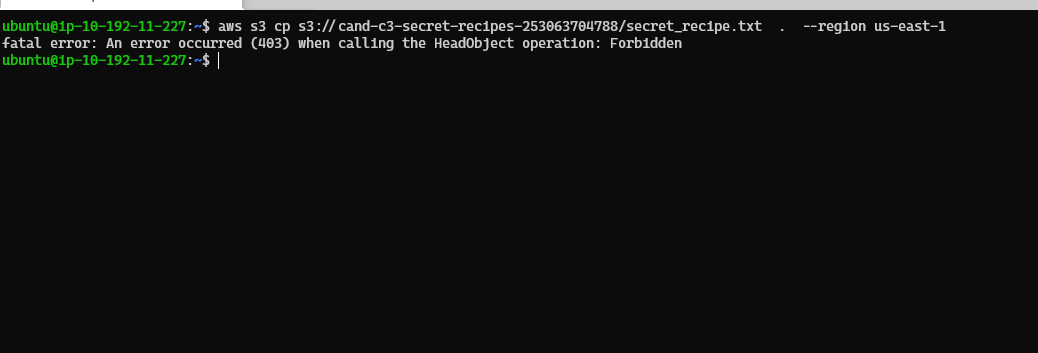 ubuntu@ip-10-192-11-227:~$ aws s3 cp s3://cand-c3-secret-recipes-253063704788/secret_recipe.txt  .  --region us-east-1
fatal error: An error occurred (403) when calling the HeadObject operation: Forbidden
ubuntu@ip-10-192-11-227:~$